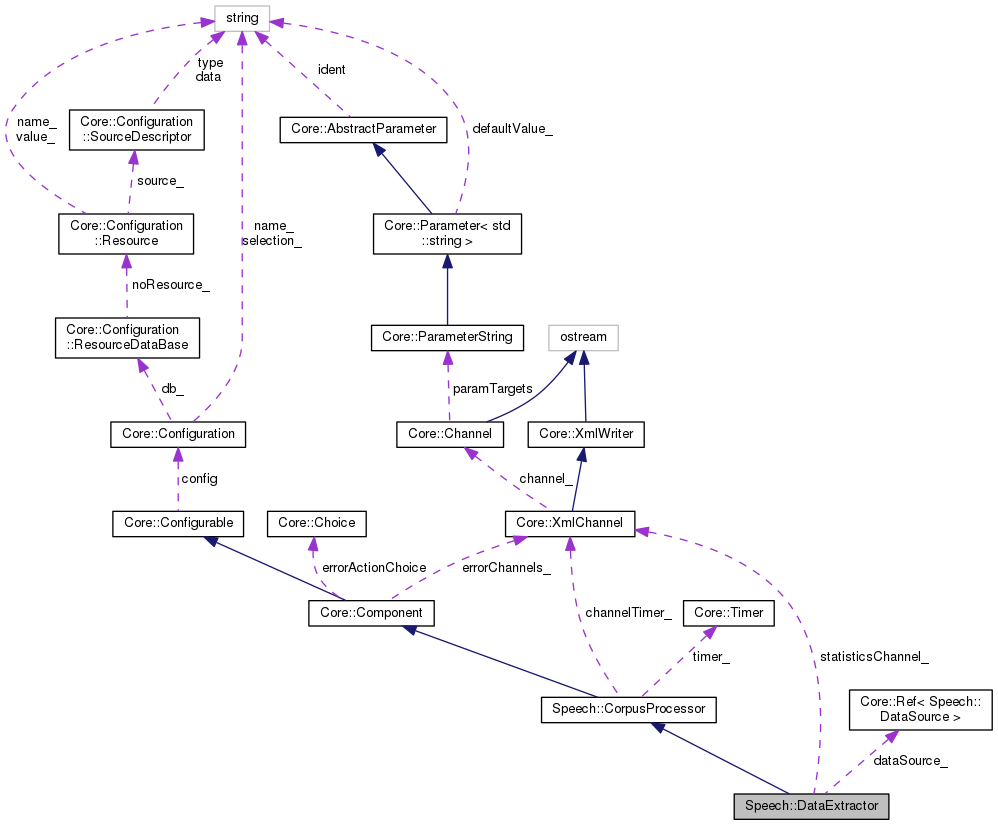 string
type
data
ident
name_
value_
Core::Configuration
::SourceDescriptor
Core::AbstractParameter
defaultValue_
source_
Core::Configuration
::Resource
name_
selection_
Core::Parameter< std
::string >
noResource_
Core::Configuration
::ResourceDataBase
Core::ParameterString
ostream
db_
paramTargets
Core::Configuration
Core::Channel
Core::XmlWriter
config
channel_
Core::Configurable
Core::Choice
Core::XmlChannel
errorActionChoice
errorChannels_
Core::Component
channelTimer_
Core::Timer
timer_
statisticsChannel_
Speech::CorpusProcessor
Core::Ref< Speech::
DataSource >
dataSource_
Speech::DataExtractor